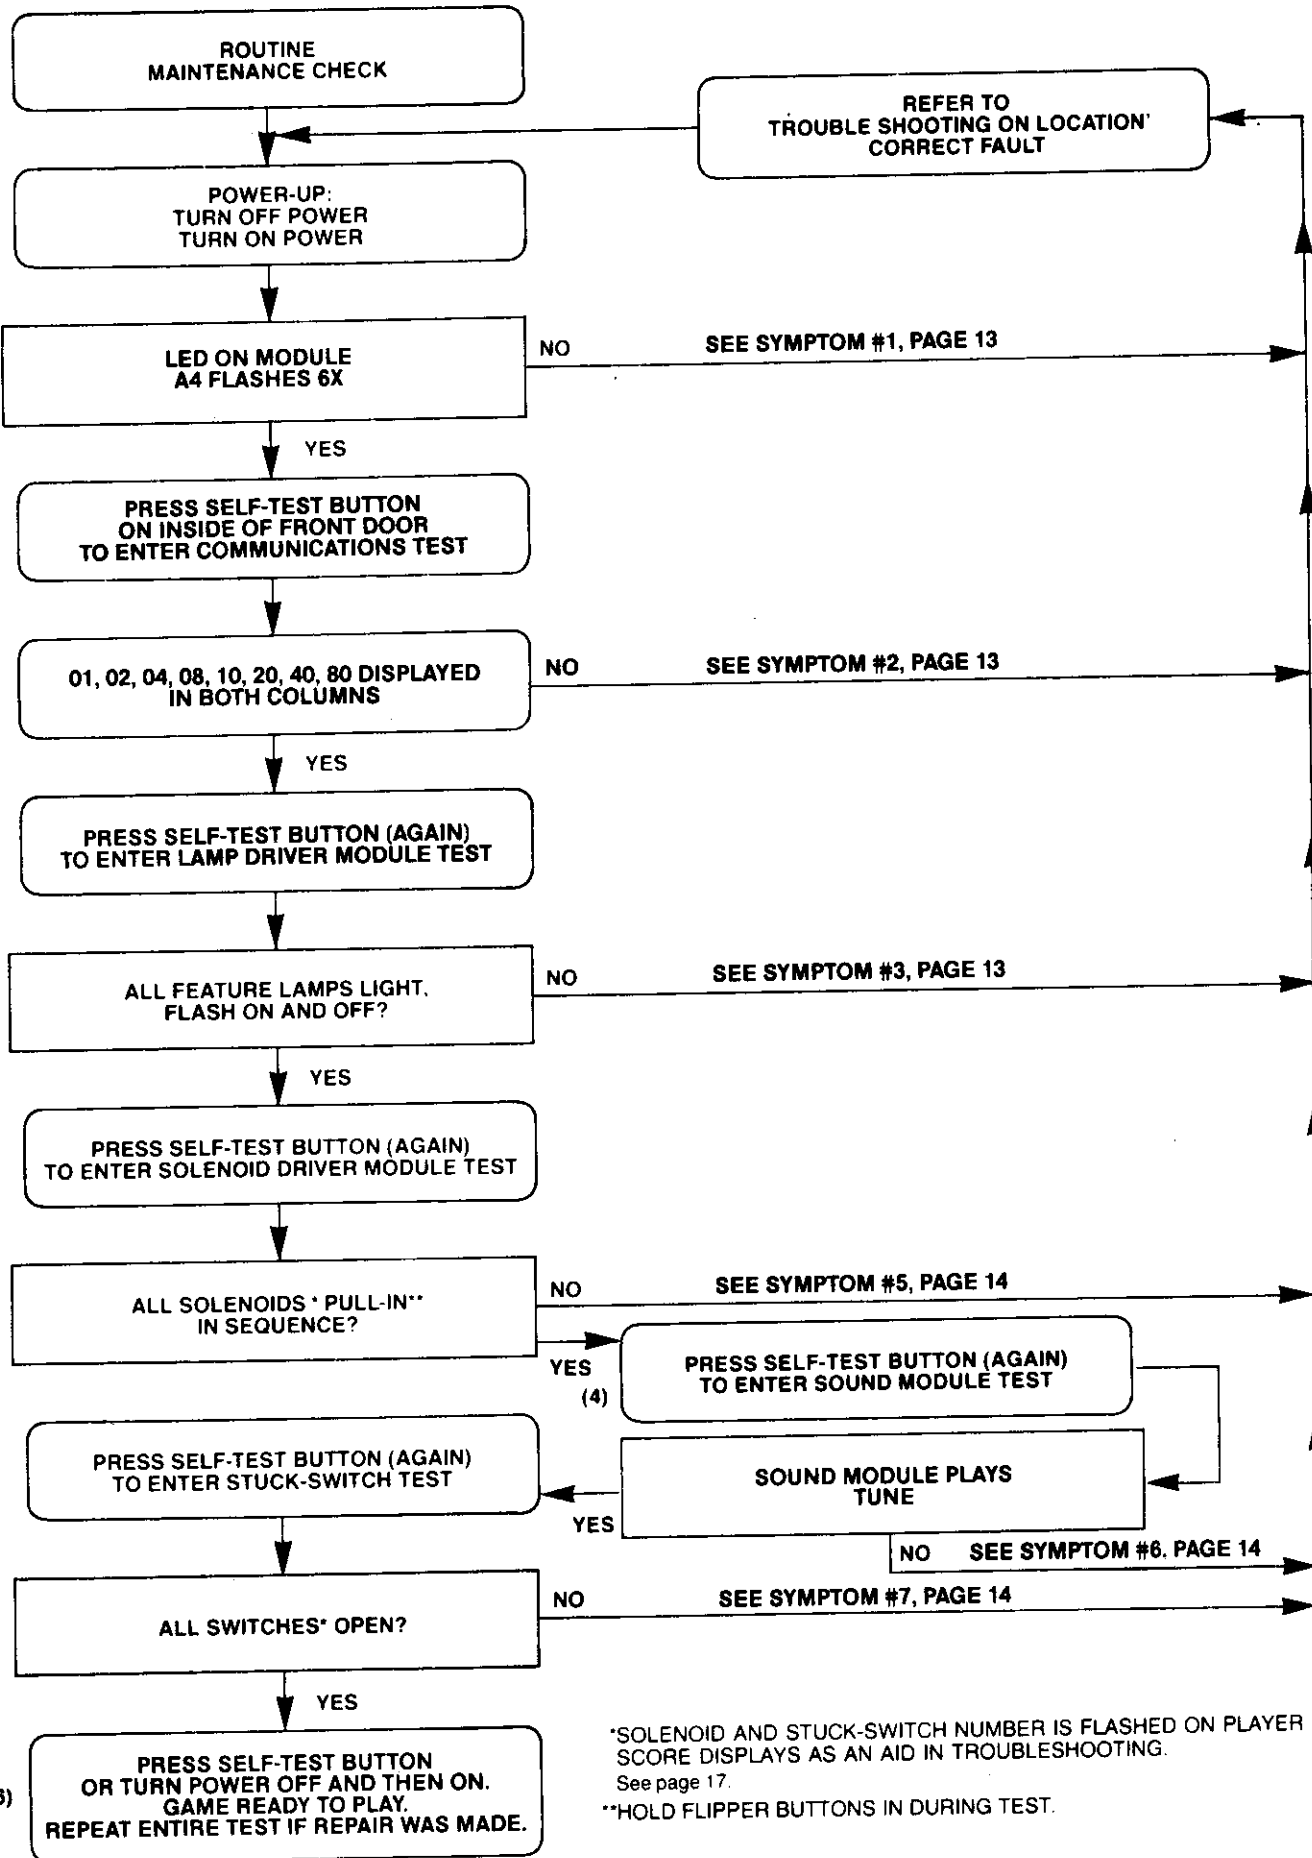 ROUTINE
MAINTENANCE CHECK
REFER TO
TROUBLE SHOOTING ON LOCATION'
CORRECT FAULT
POWER-UP:
TURN OFF POWER
TURN ON POWER
LED ON MODULE
A4 FLASHES 6X
NO
SEE SYMPTOM #1, PAGE 13
YES
PRESS SELF-TEST BUTTON
ON INSIDE OF FRONT DOOR
TO ENTER COMMUNICATIONS TEST
01, 02, 04, 08, 10, 20, 40, 80 DISPLAYED
IN BOTH COLUMNS
NO
SEE SYMPTOM #2, PAGE 13
YES
PRESS SELF-TEST BUTTON (AGAIN)
TO ENTER LAMP DRIVER MODULE TEST
ALL FEATURE LAMPS LIGHT.
FLASH ON AND OFF?
NO
SEE SYMPTOM #3, PAGE 13
YES
PRESS SELF-TEST BUTTON (AGAIN)
TO ENTER SOLENOID DRIVER MODULE TEST
ALL SOLENOIDS * PULL-IN**
IN SEQUENCE?
NO
SEE SYMPTOM #5, PAGE 14
YES
(4)
PRESS SELF-TEST BUTTON (AGAIN)
TO ENTER SOUND MODULE TEST
SOUND MODULE PLAYS
TUNE
YES
NO
SEE SYMPTOM #6. PAGE 14
PRESS SELF-TEST BUTTON (AGAIN)
TO ENTER STUCK-SWITCH TEST
ALL SWITCHES* OPEN?
NO
SEE SYMPTOM #7, PAGE 14
YES
PRESS SELF-TEST BUTTON
OR TURN POWER OFF AND THEN ON.
GAME READY TO PLAY.
REPEAT ENTIRE TEST IF REPAIR WAS MADE.
*SOLENOID AND STUCK-SWITCH NUMBER IS FLASHED ON PLAYER
SCORE DISPLAYS AS AN AID IN TROUBLESHOOTING.
See page 17.
**HOLD FLIPPER BUTTONS IN DURING TEST.